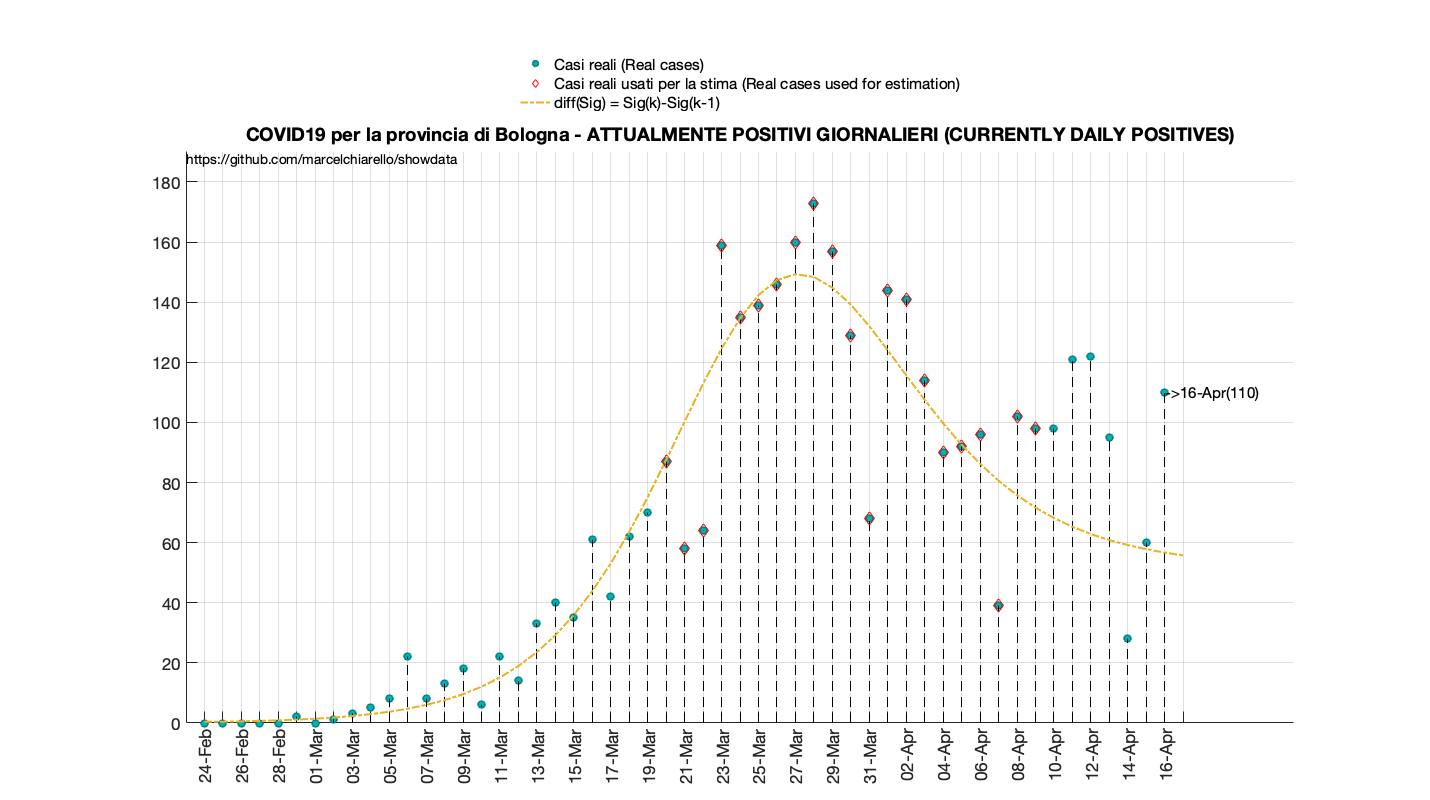 Casi reali (Real cases)
Casi reali usati per la stima (Real cases used for estimation)
diff(Sig) = Sig(k)-Sig(k-1)
COVID19 per la provincia di Bologna - ATTUALMENTE POSITIVI GIORNALIERI (CURRENTLY DAILY POSITIVES)
https://github.com/marcelchiarello/showdata
180
160
140
120
100
80
60
40
20
0
->16-Apr(110)
24-Feb
26-Feb
28-Feb
01-Mar
03-Mar
05-Mar
07-Mar
09-Mar
11-Mar
13-Mar
15-Mar
17-Mar
19-Mar
21-Mar
23-Mar
25-Mar
27-Mar
29-Mar
31-Mar
02-Apr
04-Apr
06-Apr
08-Apr
10-Apr
12-Apr
14-Apr
16-Apr